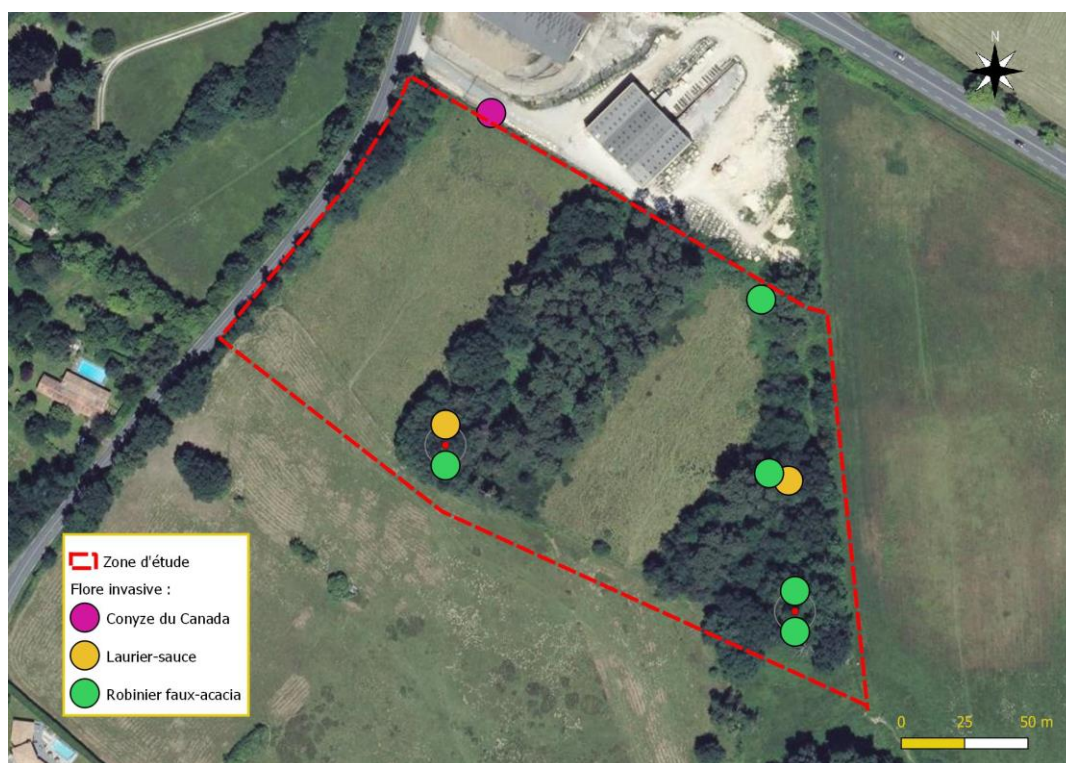 N
Zone d'étude
Flore invasive :
Conyze du Canada
Laurier-sauce
Robinier faux-acacia
0 25 50 m